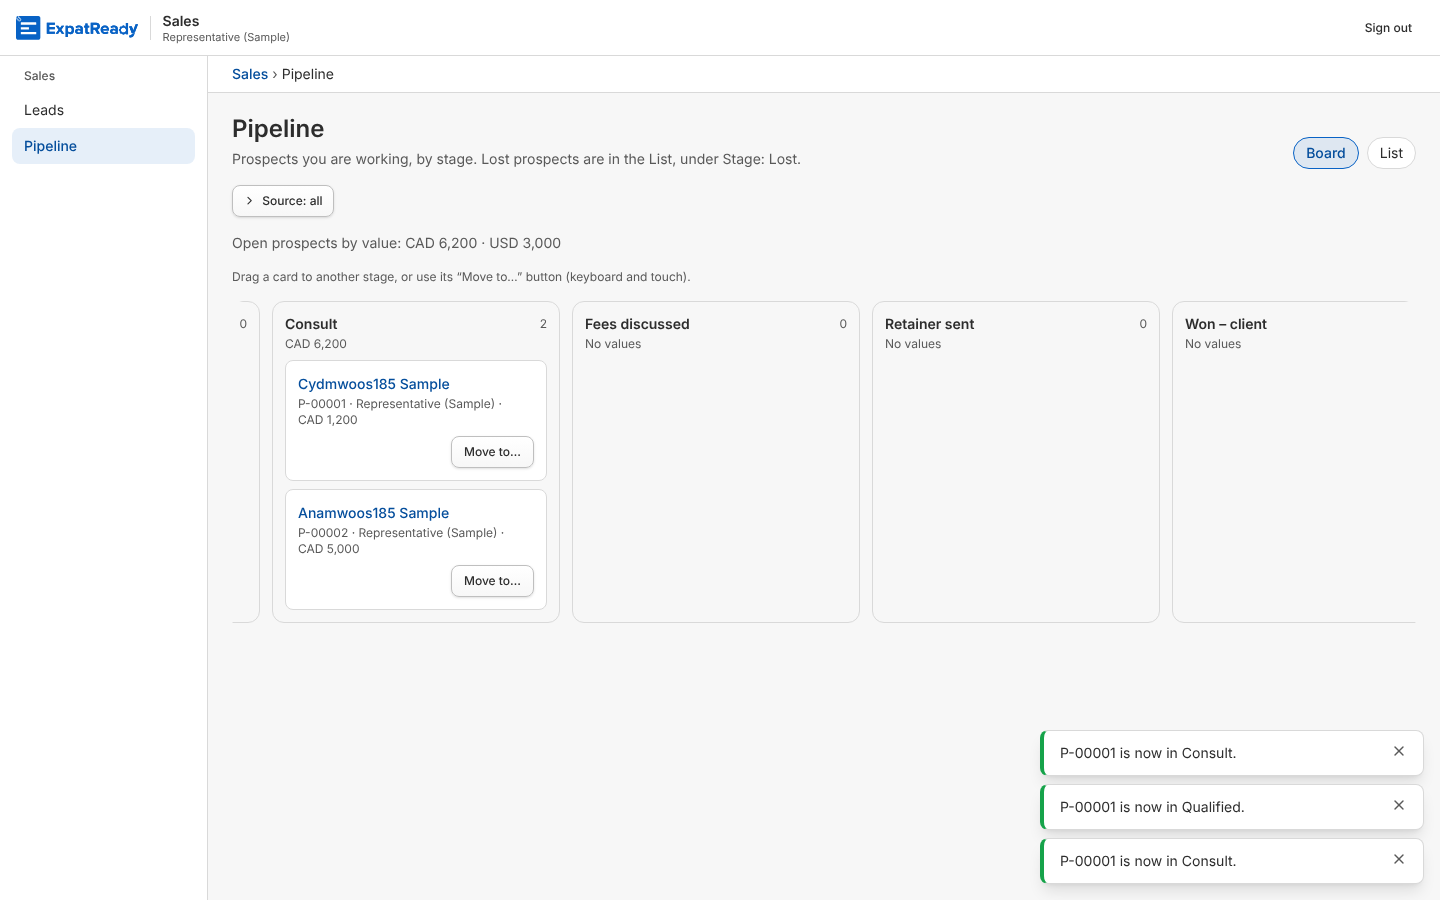 ExpatReady
Sales
Representative (Sample)
Sign out
Sales
Leads
Pipeline
Sales › Pipeline
Pipeline
Prospects you are working, by stage. Lost prospects are in the List, under Stage: Lost.
Board
List
Source: all
Open prospects by value: CAD 6,200 · USD 3,000
Drag a card to another stage, or use its “Move to…” button (keyboard and touch).
0
Consult 2
CAD 6,200
Cydmwoos185 Sample
P-00001 · Representative (Sample) ·
CAD 1,200
Move to…
Anamwoos185 Sample
P-00002 · Representative (Sample) ·
CAD 5,000
Move to…
Fees discussed 0
No values
Retainer sent 0
No values
Won – client
No values
P-00001 is now in Consult.
P-00001 is now in Qualified.
P-00001 is now in Consult.